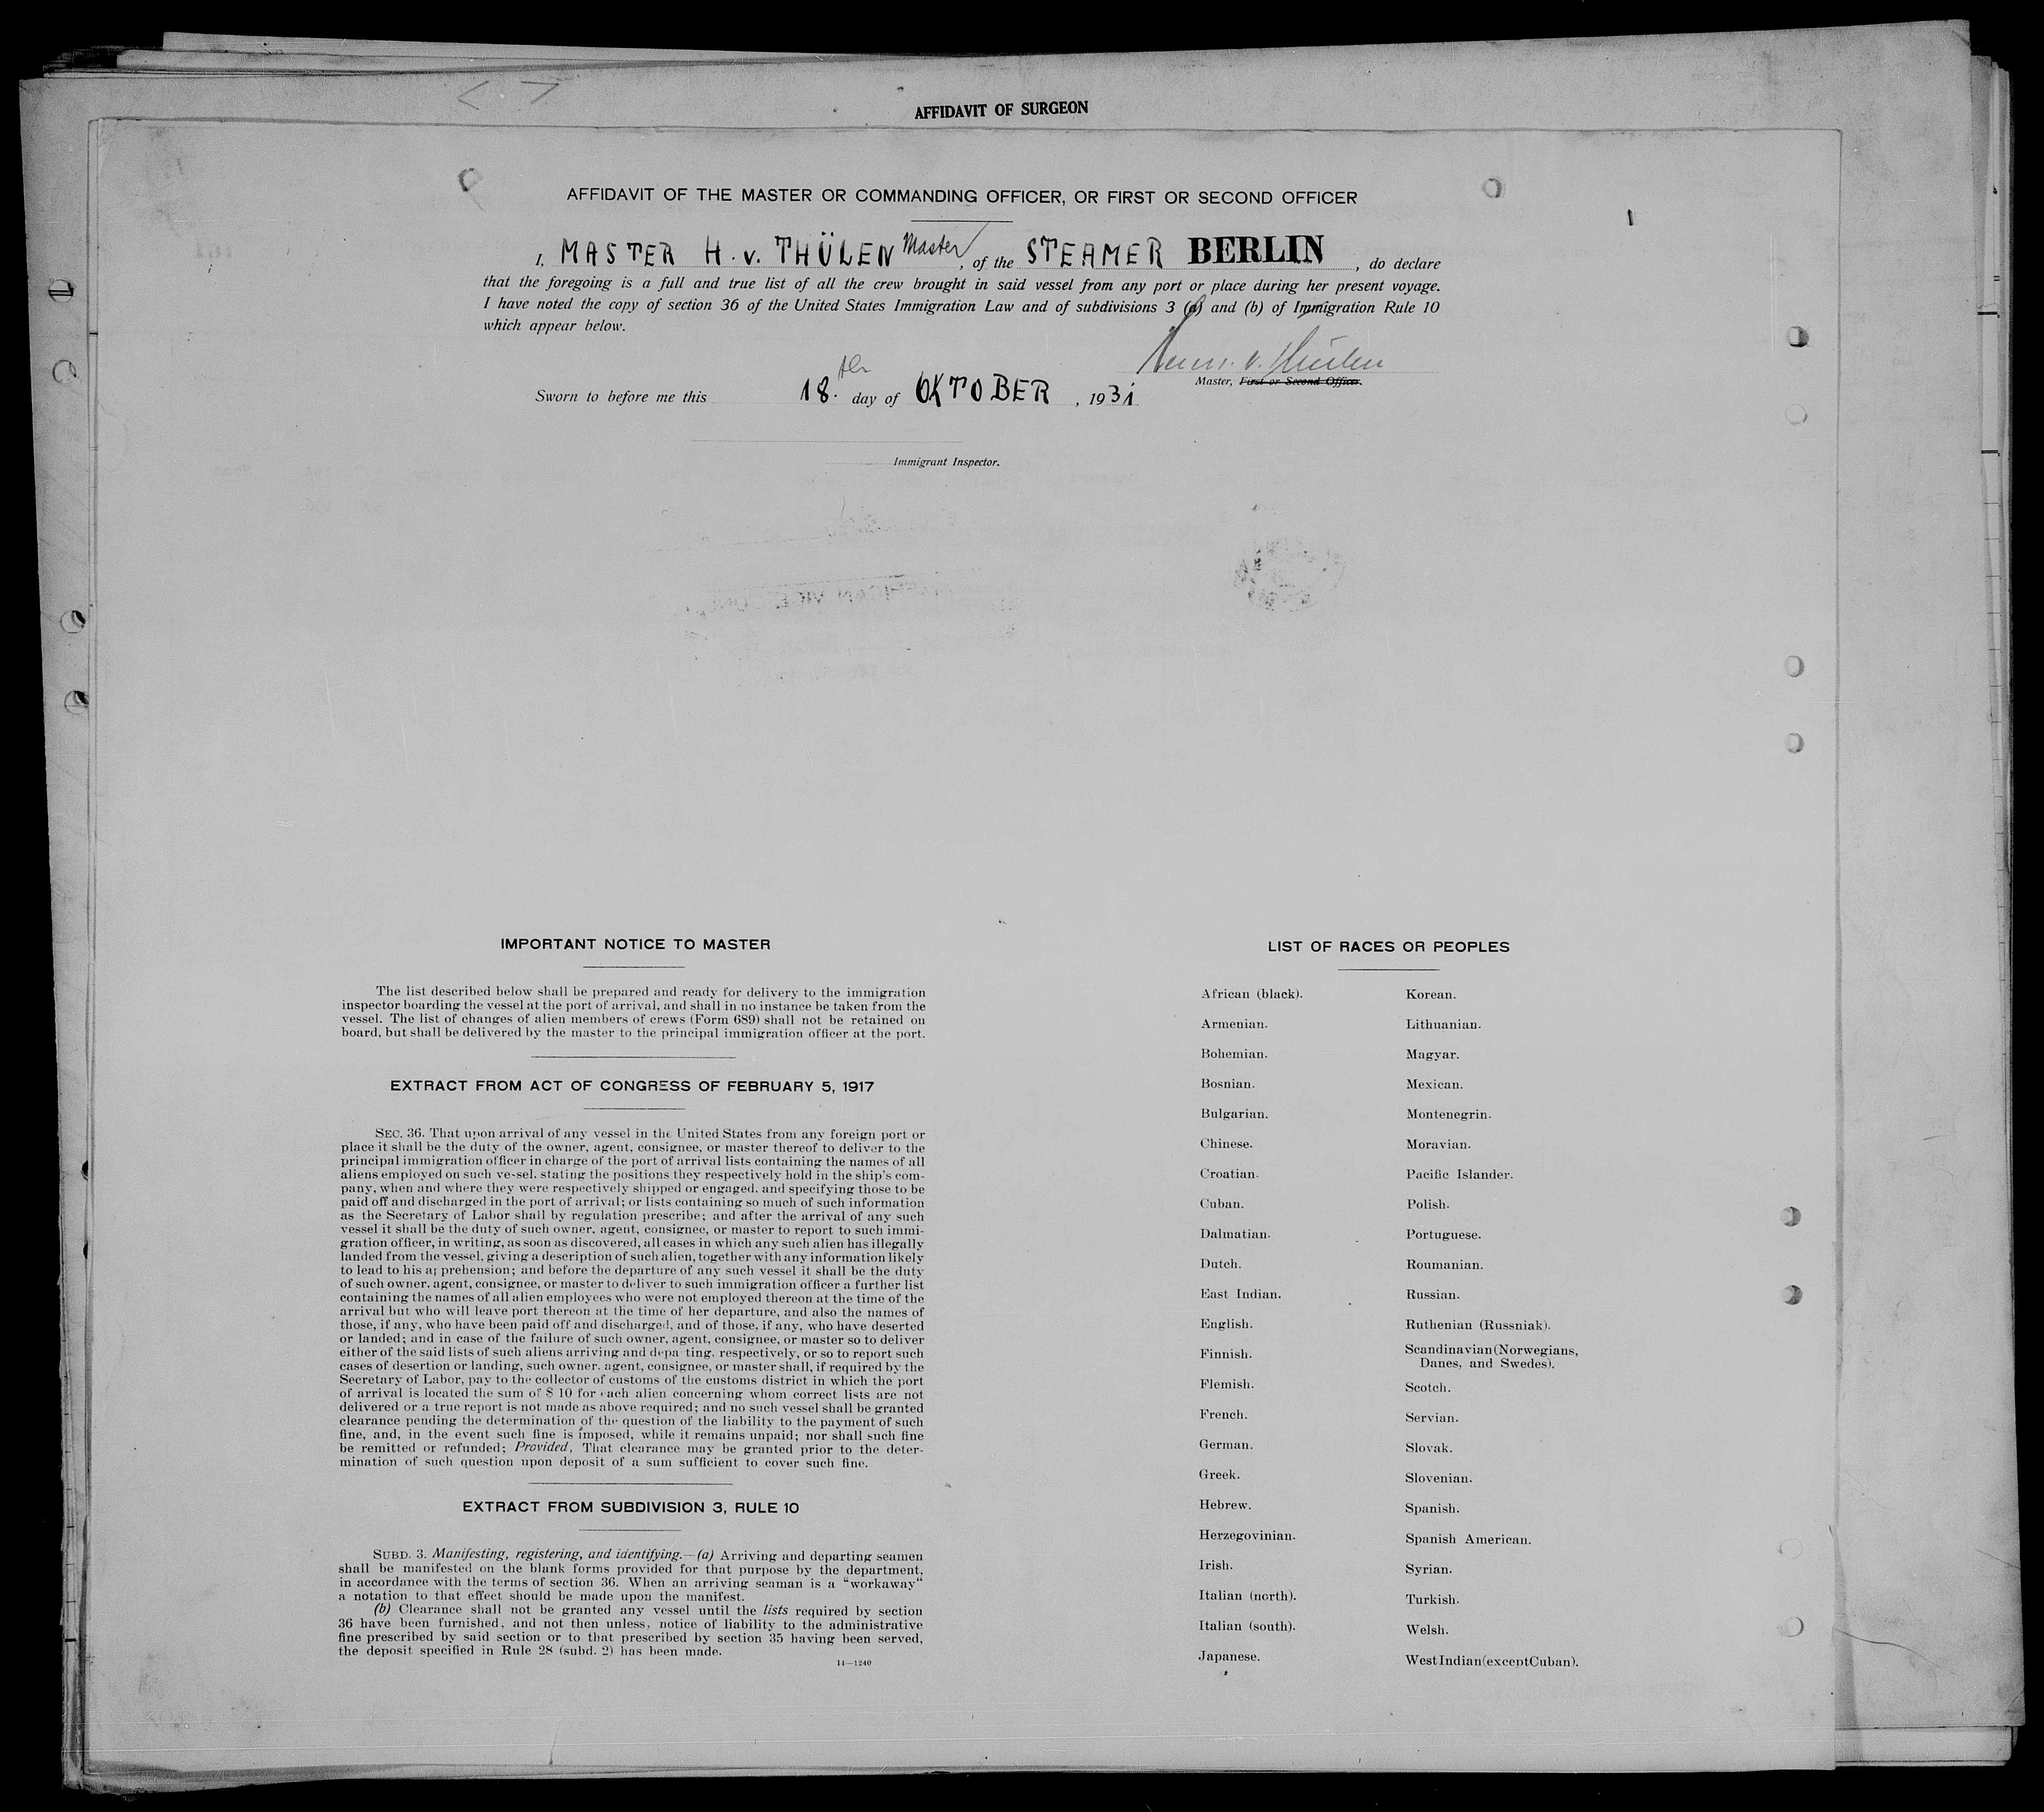 AFFIDAVIT OF SURGEON
AFFIDAVIT OF THE MASTER OR COMMANDING OFFICER, OR FIRST OR SECOND OFFICER
I, MASTER H. v. THÜLEN Master, of the STEAMER BERLIN, do declare
that the foregoing is a full and true list of all the crew brought in said vessel from any port or place during her present voyage.
I have noted the copy of section 36 of the United States Immigration Law and of subdivisions 3 (a) and (b) of Immigration Rule 10
which appear below.
v. Thülen
Master, First or Second Officer.
Sworn to before me this 18.th day of OKTOBER, 1931
Immigrant Inspector.
IMPORTANT NOTICE TO MASTER
The list described below shall be prepared and ready for delivery to the immigration
inspector boarding the vessel at the port of arrival, and shall in no instance be taken from the
vessel. The list of changes of alien members of crews (Form 689) shall not be retained on
board, but shall be delivered by the master to the principal immigration officer at the port.
EXTRACT FROM ACT OF CONGRESS OF FEBRUARY 5, 1917
SEC. 36. That upon arrival of any vessel in the United States from any foreign port or
place it shall be the duty of the owner, agent, consignee, or master thereof to deliver to the
principal immigration officer in charge of the port of arrival lists containing the names of all
aliens employed on such vessel, stating the positions they respectively hold in the ship's com-
pany, when and where they were respectively shipped or engaged, and specifying those to be
paid off and discharged in the port of arrival; or lists containing so much of such information
as the Secretary of Labor shall by regulation prescribe; and after the arrival of any such
vessel it shall be the duty of such owner, agent, consignee, or master to report to such immi-
gration officer, in writing, as soon as discovered, all cases in which any such alien has illegally
landed from the vessel, giving a description of such alien, together with any information likely
to lead to his apprehension; and before the departure of any such vessel it shall be the duty
of such owner, agent, consignee, or master to deliver to such immigration officer a further list
containing the names of all alien employees who were not employed thereon at the time of the
arrival but who will leave port thereon at the time of her departure, and also the names of
those, if any, who have been paid off and discharged, and of those, if any, who have deserted
or landed; and in case of the failure of such owner, agent, consignee, or master so to deliver
either of the said lists of such aliens arriving and departing, respectively, or so to report such
cases of desertion or landing, such owner, agent, consignee, or master shall, if required by the
Secretary of Labor, pay to the collector of customs of the customs district in which the port
of arrival is located the sum of $ 10 for each alien concerning whom correct lists are not
delivered or a true report is not made as above required; and no such vessel shall be granted
clearance pending the determination of the question of the liability to the payment of such
fine, and, in the event such fine is imposed, while it remains unpaid; nor shall such fine
be remitted or refunded; Provided, That clearance may be granted prior to the deter-
mination of such question upon deposit of a sum sufficient to cover such fine.
EXTRACT FROM SUBDIVISION 3, RULE 10
SUBD. 3. Manifesting, registering, and identifying.—(a) Arriving and departing seamen
shall be manifested on the blank forms provided for that purpose by the department,
in accordance with the terms of section 36. When an arriving seaman is a "workaway"
a notation to that effect should be made upon the manifest.
(b) Clearance shall not be granted any vessel until the lists required by section
36 have been furnished, and not then unless, notice of liability to the administrative
fine prescribed by said section or to that prescribed by section 35 having been served,
the deposit specified in Rule 28 (subd. 2) has been made.
14—1240
LIST OF RACES OR PEOPLES
African (black).
Armenian.
Bohemian.
Bosnian.
Bulgarian.
Chinese.
Croatian.
Cuban.
Dalmatian.
Dutch.
East Indian.
English.
Finnish.
Flemish.
French.
German.
Greek.
Hebrew.
Herzegovinian.
Irish.
Italian (north).
Italian (south).
Japanese.
Korean.
Lithuanian.
Magyar.
Mexican.
Montenegrin.
Moravian.
Pacific Islander.
Polish.
Portuguese.
Roumanian.
Russian.
Ruthenian (Russniak).
Scandinavian (Norwegians,
Danes, and Swedes).
Scotch.
Servian.
Slovak.
Slovenian.
Spanish.
Spanish American.
Syrian.
Turkish.
Welsh.
West Indian (except Cuban).